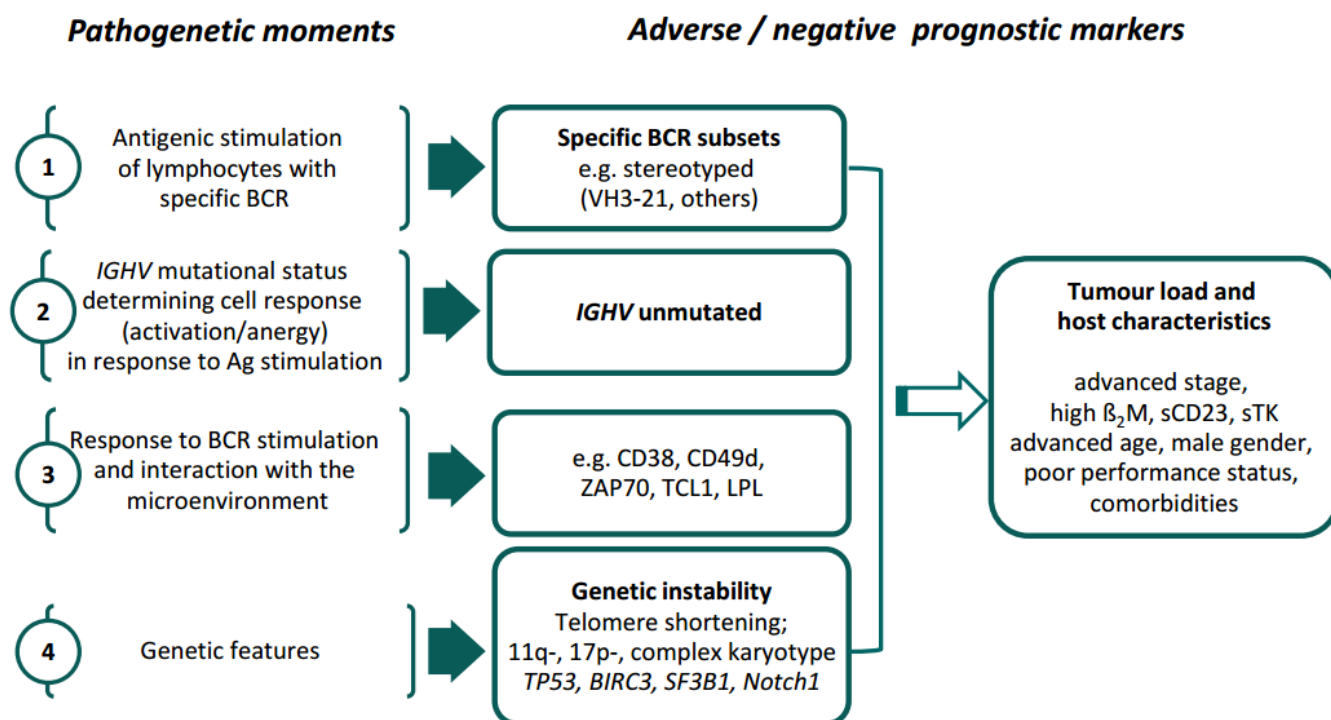 Pathogenetic moments
Adverse / negative prognostic markers
1
Antigenic stimulation
of lymphocytes with
specific BCR
Specific BCR subsets
e.g. stereotyped
(VH3-21, others)
2
IGHV mutational status
determining cell response
(activation/anergy)
in response to Ag stimulation
IGHV unmutated
3
Response to BCR stimulation
and interaction with the
microenvironment
e.g. CD38, CD49d,
ZAP70, TCL1, LPL
4
Genetic features
Genetic instability
Telomere shortening;
11q-, 17p-, complex karyotype
TP53, BIRC3, SF3B1, Notch1
Tumour load and
host characteristics
advanced stage,
high ß₂M, sCD23, sTK
advanced age, male gender,
poor performance status,
comorbidities